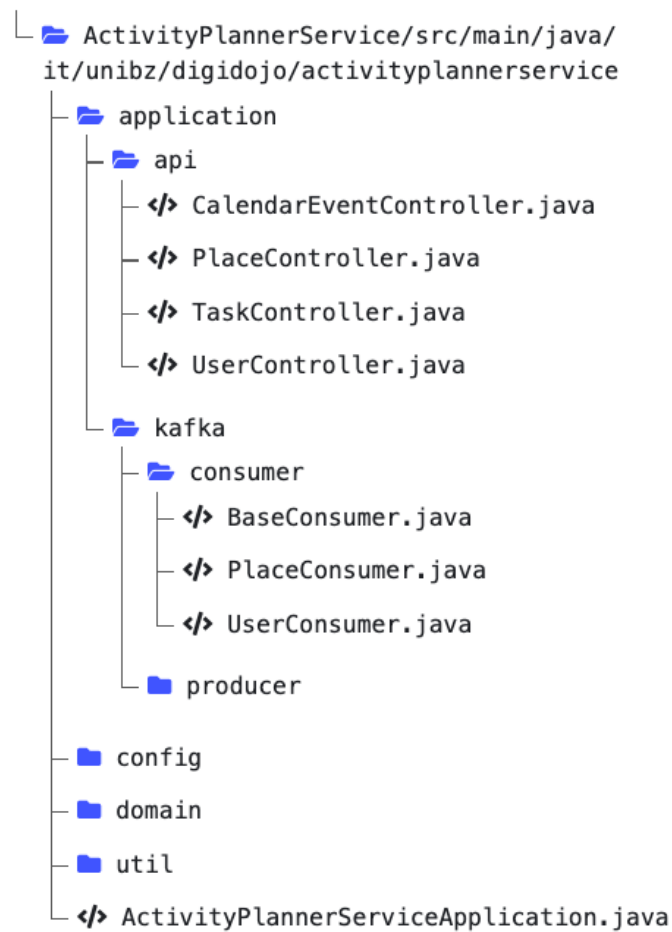 ActivityPlannerService/src/main/java/
it/unibz/digidojo/activityplannerservice
application
api
</> CalendarEventController.java
</> PlaceController.java
</> TaskController.java
</> UserController.java
kafka
consumer
</> BaseConsumer.java
</> PlaceConsumer.java
</> UserConsumer.java
producer
config
domain
util
</> ActivityPlannerServiceApplication.java